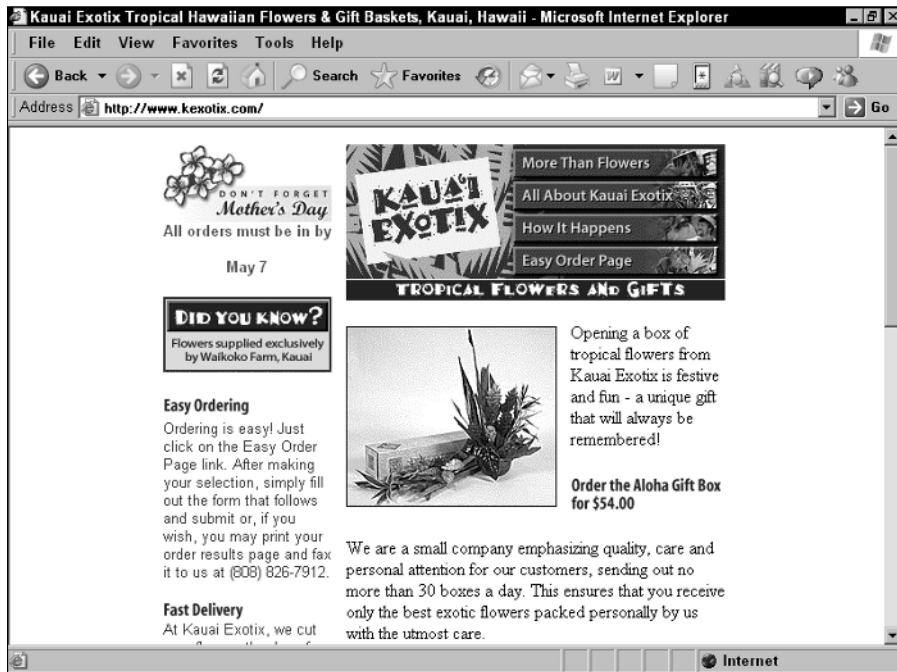 Kauai Exotix Tropical Hawaiian Flowers & Gift Baskets, Kauai, Hawaii - Microsoft Internet Explorer
File Edit View Favorites Tools Help
Back Search Favorites
Address http://www.kexotix.com/ Go
DON'T FORGET
Mother's Day
All orders must be in by
May 7
DID YOU KNOW?
Flowers supplied exclusively
by Waikoko Farm, Kauai
Easy Ordering
Ordering is easy! Just
click on the Easy Order
Page link. After making
your selection, simply fill
out the form that follows
and submit or, if you
wish, you may print your
order results page and fax
it to us at (808) 826-7912.
Fast Delivery
At Kauai Exotix, we cut
KAUA'I
EXOTIX
More Than Flowers
All About Kauai Exotix
How It Happens
Easy Order Page
TROPICAL FLOWERS AND GIFTS
Opening a box of
tropical flowers from
Kauai Exotix is festive
and fun - a unique gift
that will always be
remembered!
Order the Aloha Gift Box
for $54.00
We are a small company emphasizing quality, care and
personal attention for our customers, sending out no
more than 30 boxes a day. This ensures that you receive
only the best exotic flowers packed personally by us
with the utmost care.
Internet